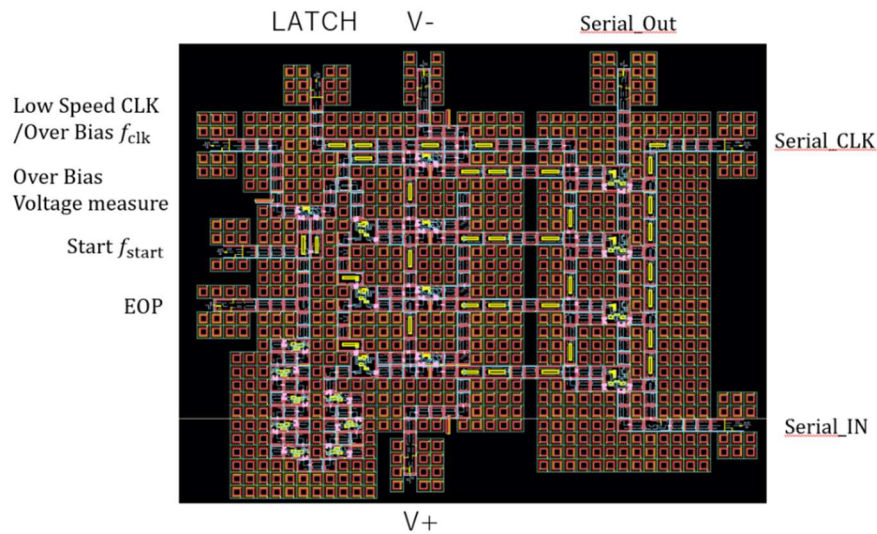 LATCH
V-
Serial_Out
Low Speed CLK
/Over Bias fclk
Serial_CLK
Over Bias
Voltage measure
Start fstart
EOP
Serial_IN
V+